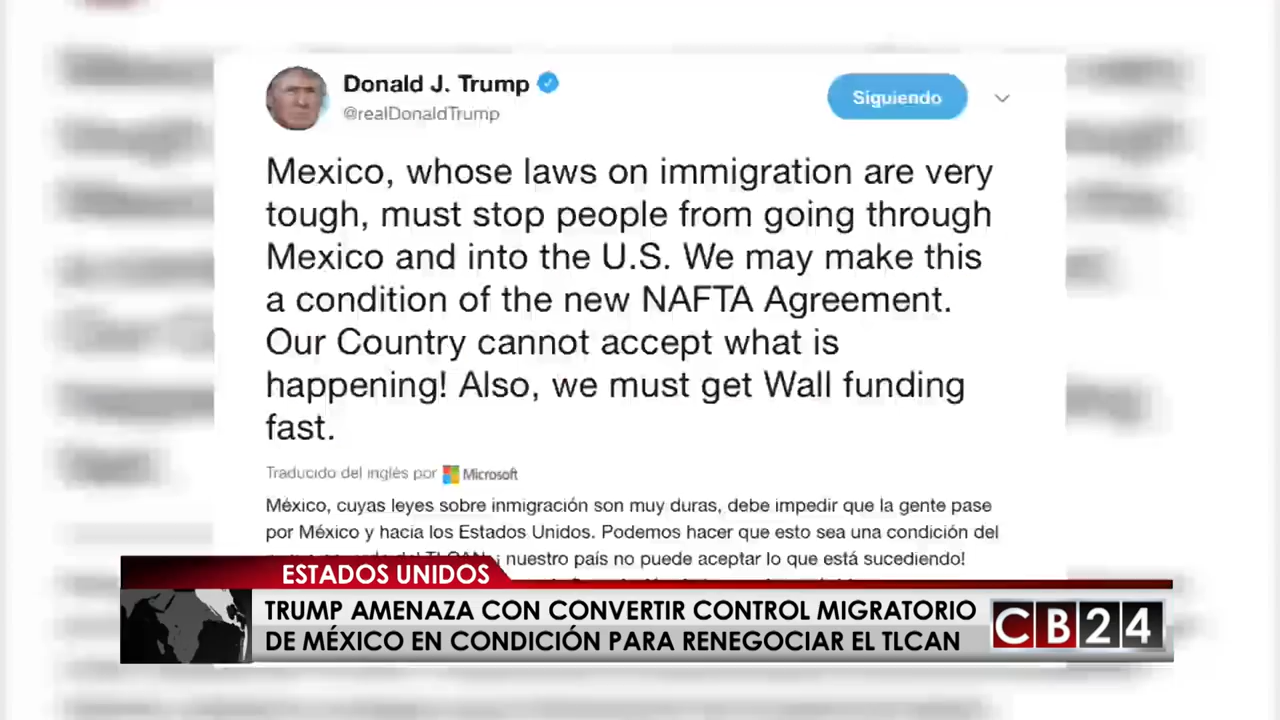 Donald J. Trump
@realDonaldTrump
Siguiendo
Mexico, whose laws on immigration are very
tough, must stop people from going through
Mexico and into the U.S. We may make this
a condition of the new NAFTA Agreement.
Our Country cannot accept what is
happening! Also, we must get Wall funding
fast.
Traducido del inglés por Microsoft
México, cuyas leyes sobre inmigración son muy duras, debe impedir que la gente pase
por México y hacia los Estados Unidos. Podemos hacer que esto sea una condición del
del TLCAN. ¡ nuestro país no puede aceptar lo que está sucediendo!
ESTADOS UNIDOS
TRUMP AMENAZA CON CONVERTIR CONTROL MIGRATORIO
DE MÉXICO EN CONDICIÓN PARA RENEGOCIAR EL TLCAN
CB24